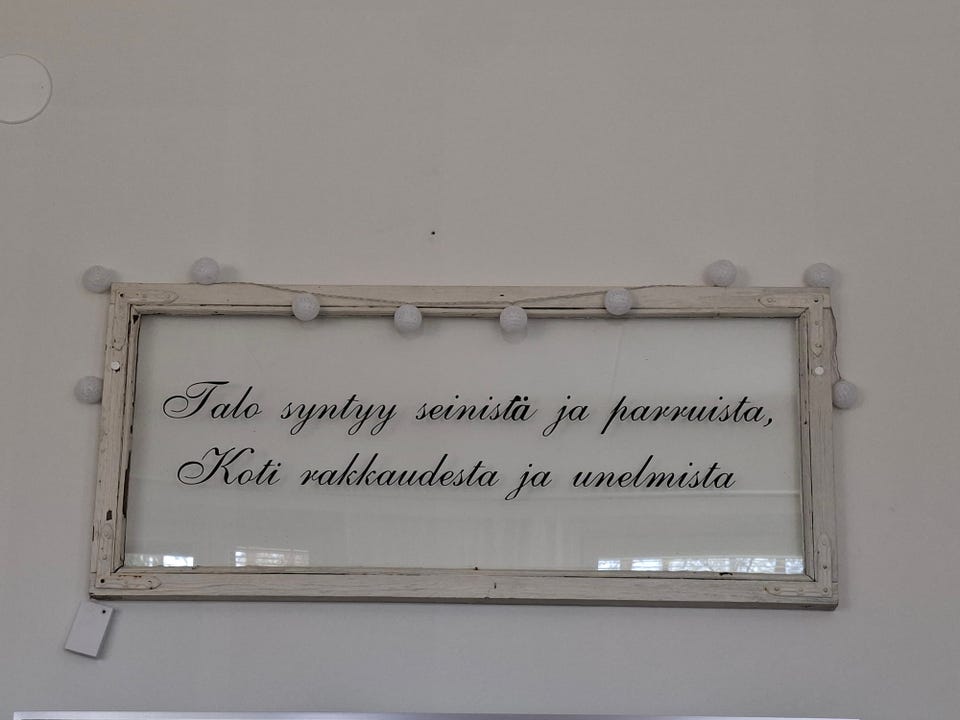 Talo syntyy seinistä ja parruista,
Koti rakkaudesta ja unelmista